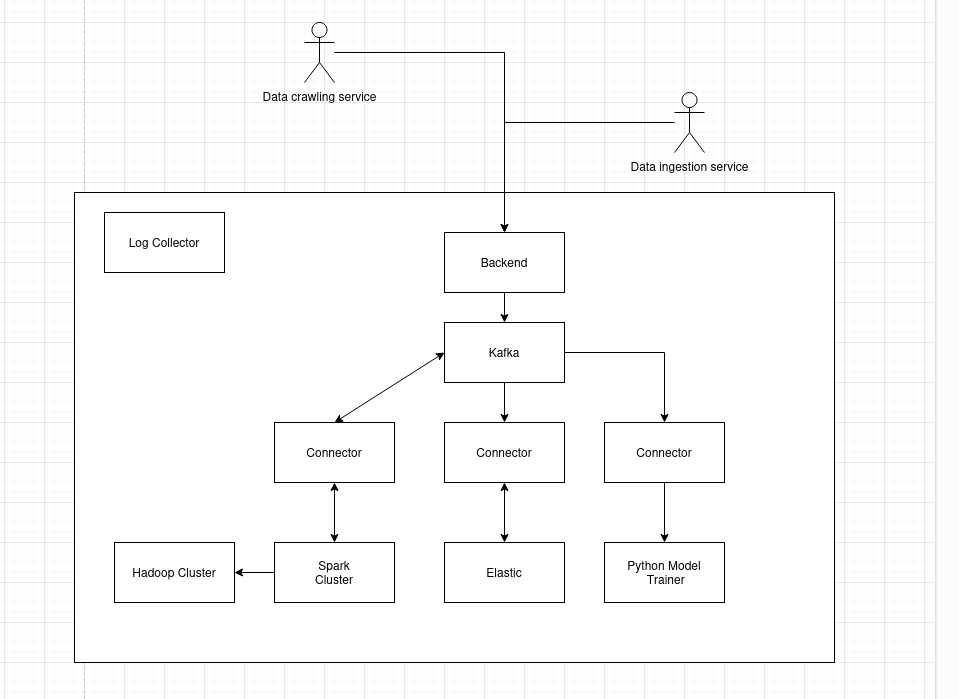 Data crawling service
Data ingestion service
Log Collector
Backend
Kafka
Connector
Connector
Connector
Hadoop Cluster
Spark
Cluster
Elastic
Python Model
Trainer